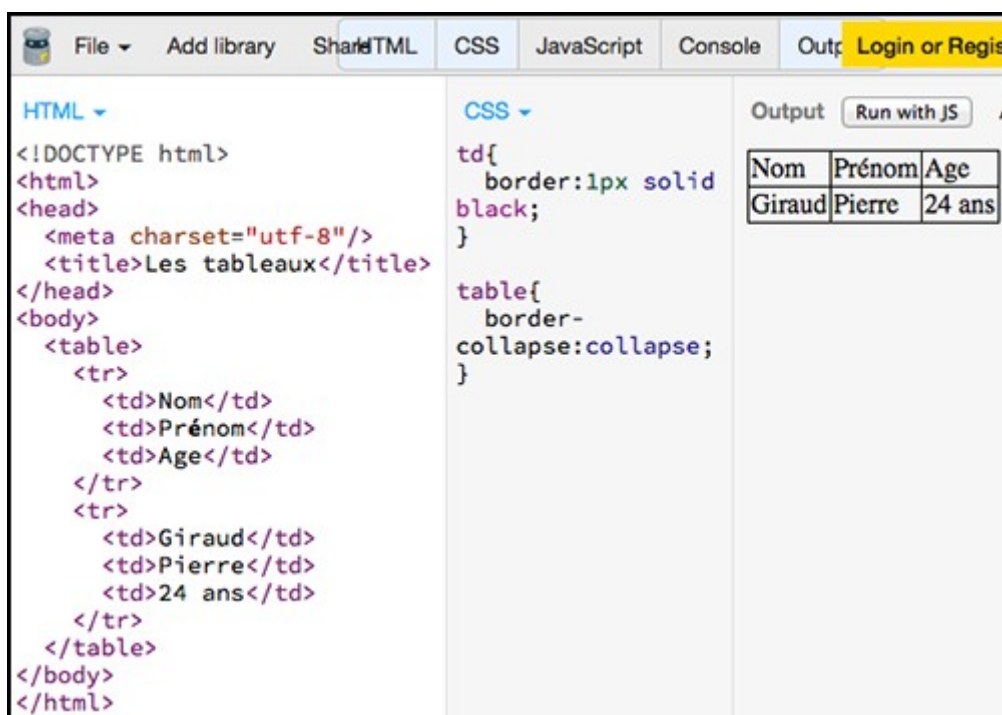 File Add library Share HTML CSS JavaScript Console Login or
HTML
<!DOCTYPE html>
<html>
<head>
<meta charset="utf-8"/>
<title>Les tableaux</title>
</head>
<body>
<table>
<tr>
<td>Nom</td>
<td>Prénom</td>
<td>Age</td>
</tr>
<tr>
<td>Giraud</td>
<td>Pierre</td>
<td>24 ans</td>
</tr>
</table>
</body>
</html>
CSS
td{
border:1px solid
black;
}
table{
border-
collapse:collapse;
}
Output Run with JS
Nom Prénom Age
Giraud Pierre 24 ans